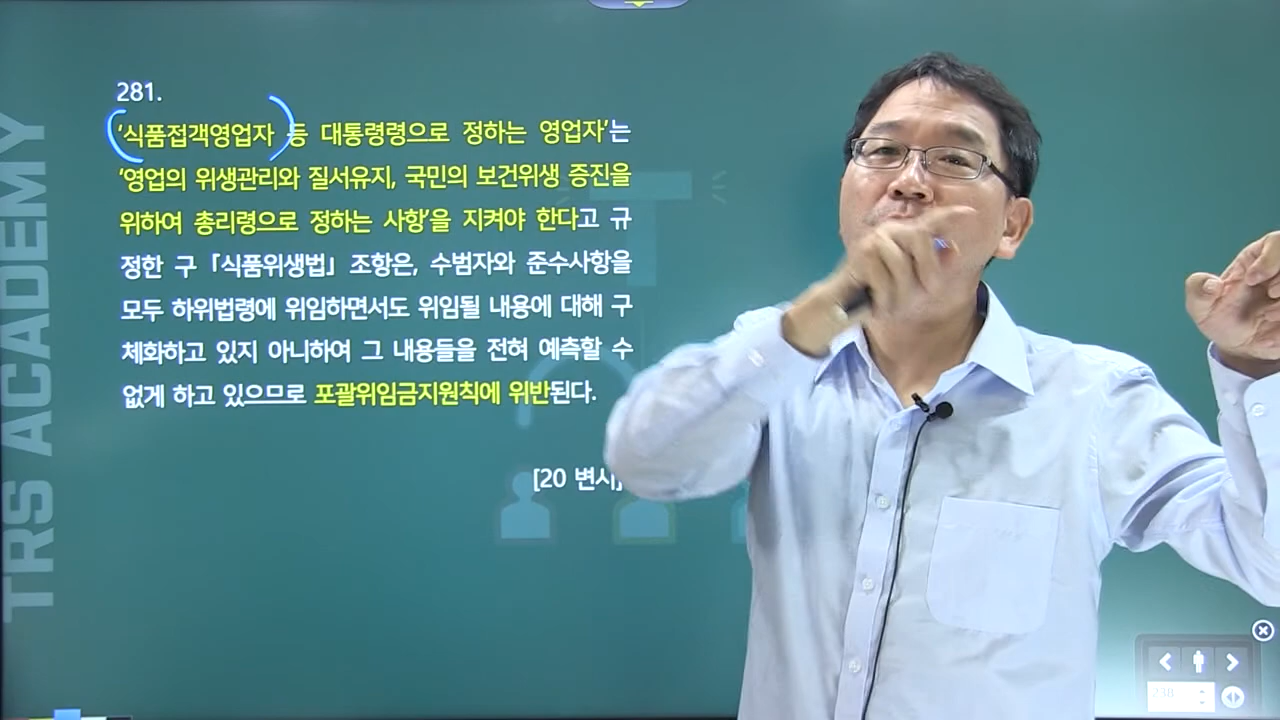 281.
'식품접객영업자 등 대통령령으로 정하는 영업자'는
'영업의 위생관리와 질서유지, 국민의 보건위생 증진을
위하여 총리령으로 정하는 사항'을 지켜야 한다고 규
정한 구 「식품위생법」 조항은, 수범자와 준수사항을
모두 하위법령에 위임하면서도 위임될 내용에 대해 구
체화하고 있지 아니하여 그 내용들을 전혀 예측할 수
없게 하고 있으므로 포괄위임금지원칙에 위반된다.
[20 변시]
TRS ACADEMY
238